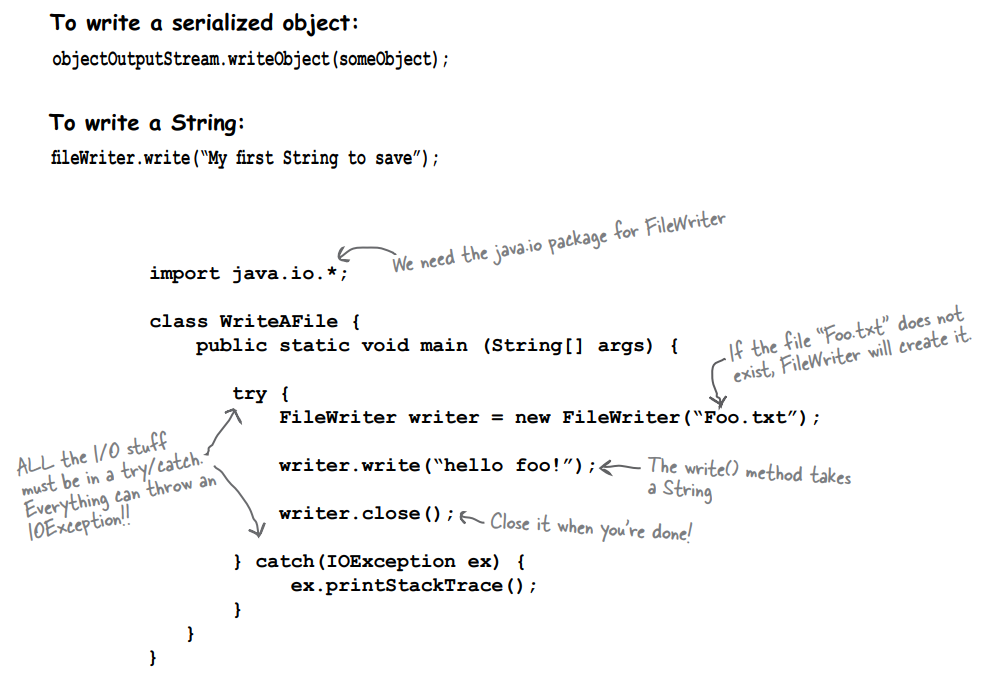 To write a serialized object:
objectOutputStream.writeObject(someObject);
To write a String:
fileWriter.write(“My first String to save”);
We need the java.io package for FileWriter
import java.io.*;
class WriteAFile {
public static void main (String[] args) {
If the file “Foo.txt” does not
exist, FileWriter will create it.
try {
FileWriter writer = new FileWriter(“Foo.txt”);
ALL the I/O stuff
must be in a try/catch.
Everything can throw an
IOException!!
writer.write(“hello foo!”);
The write() method takes
a String
writer.close();
Close it when you’re done!
} catch(IOException ex) {
ex.printStackTrace();
}
}
}